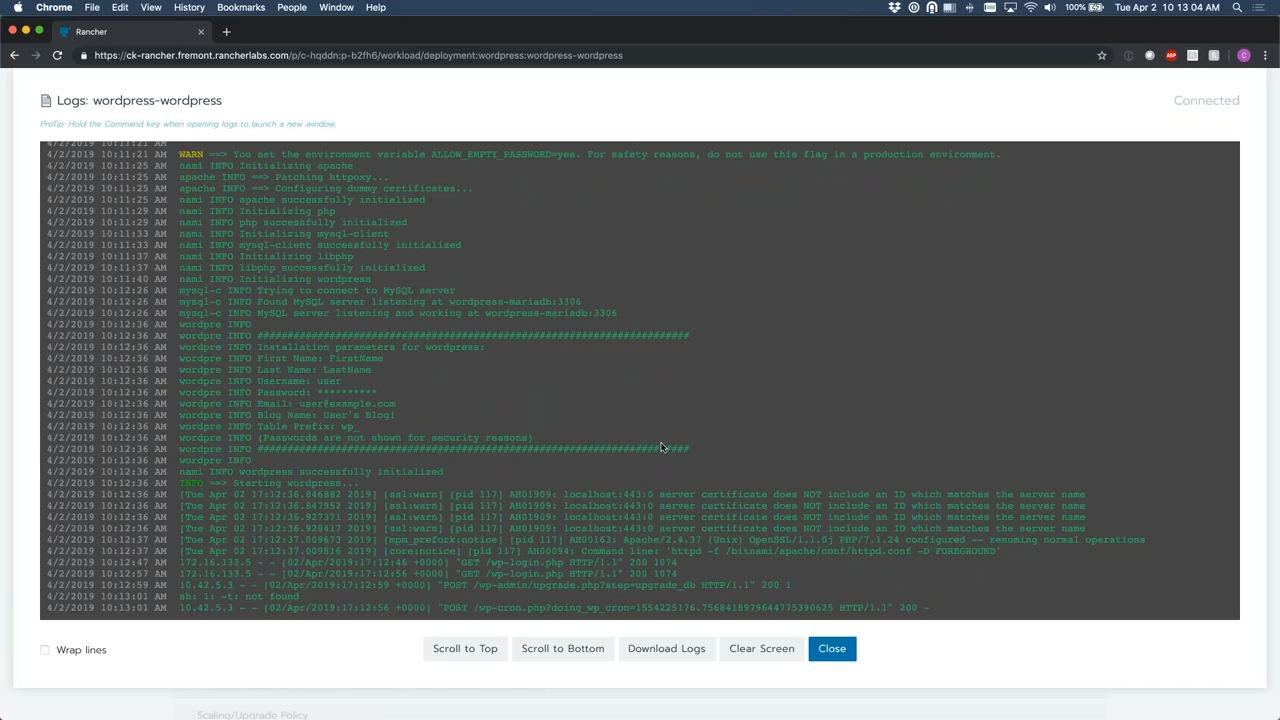 Chrome File Edit View History Bookmarks People Window Help 100% Tue Apr 2 10:13:04 AM
Rancher
https://ck-rancher.fremont.rancherlabs.com/p/c-hqddn:p-b2fh6/workload/deployment:wordpress:wordpress-wordpress
ABP C
Logs: wordpress-wordpress Connected
ProTip: Hold the Command key when opening logs to launch a new window.
4/2/2019 10:11:21 AM
4/2/2019 10:11:21 AM WARN ==> You set the environment variable ALLOW_EMPTY_PASSWORD=yes. For safety reasons, do not use this flag in a production environment.
4/2/2019 10:11:25 AM nami INFO Initializing apache
4/2/2019 10:11:25 AM apache INFO ==> Patching httpoxy...
4/2/2019 10:11:25 AM apache INFO ==> Configuring dummy certificates...
4/2/2019 10:11:25 AM nami INFO apache successfully initialized
4/2/2019 10:11:29 AM nami INFO Initializing php
4/2/2019 10:11:29 AM nami INFO php successfully initialized
4/2/2019 10:11:33 AM nami INFO Initializing mysql-client
4/2/2019 10:11:33 AM nami INFO mysql-client successfully initialized
4/2/2019 10:11:37 AM nami INFO Initializing libphp
4/2/2019 10:11:37 AM nami INFO libphp successfully initialized
4/2/2019 10:11:40 AM nami INFO Initializing wordpress
4/2/2019 10:12:26 AM mysql-c INFO Trying to connect to MySQL server
4/2/2019 10:12:26 AM mysql-c INFO Found MySQL server listening at wordpress-mariadb:3306
4/2/2019 10:12:26 AM mysql-c INFO MySQL server listening and working at wordpress-mariadb:3306
4/2/2019 10:12:36 AM wordpre INFO
4/2/2019 10:12:36 AM wordpre INFO ########################################################################
4/2/2019 10:12:36 AM wordpre INFO Installation parameters for wordpress:
4/2/2019 10:12:36 AM wordpre INFO First Name: FirstName
4/2/2019 10:12:36 AM wordpre INFO Last Name: LastName
4/2/2019 10:12:36 AM wordpre INFO Username: user
4/2/2019 10:12:36 AM wordpre INFO Password: **********
4/2/2019 10:12:36 AM wordpre INFO Email: user@example.com
4/2/2019 10:12:36 AM wordpre INFO Blog Name: User's Blog!
4/2/2019 10:12:36 AM wordpre INFO Table Prefix: wp_
4/2/2019 10:12:36 AM wordpre INFO (Passwords are not shown for security reasons)
4/2/2019 10:12:36 AM wordpre INFO ########################################################################
4/2/2019 10:12:36 AM wordpre INFO
4/2/2019 10:12:36 AM nami INFO wordpress successfully initialized
4/2/2019 10:12:36 AM INFO ==> Starting wordpress...
4/2/2019 10:12:36 AM [Tue Apr 02 17:12:36.846882 2019] [ssl:warn] [pid 117] AH01909: localhost:443:0 server certificate does NOT include an ID which matches the server name
4/2/2019 10:12:36 AM [Tue Apr 02 17:12:36.847952 2019] [ssl:warn] [pid 117] AH01909: localhost:443:0 server certificate does NOT include an ID which matches the server name
4/2/2019 10:12:36 AM [Tue Apr 02 17:12:36.927371 2019] [ssl:warn] [pid 117] AH01909: localhost:443:0 server certificate does NOT include an ID which matches the server name
4/2/2019 10:12:36 AM [Tue Apr 02 17:12:36.929417 2019] [ssl:warn] [pid 117] AH01909: localhost:443:0 server certificate does NOT include an ID which matches the server name
4/2/2019 10:12:37 AM [Tue Apr 02 17:12:37.009673 2019] [mpm_prefork:notice] [pid 117] AH00163: Apache/2.4.37 (Unix) OpenSSL/1.1.0j PHP/7.1.24 configured -- resuming normal operations
4/2/2019 10:12:37 AM [Tue Apr 02 17:12:37.009816 2019] [core:notice] [pid 117] AH00094: Command line: 'httpd -f /bitnami/apache/conf/httpd.conf -D FOREGROUND'
4/2/2019 10:12:47 AM 172.16.133.5 - - [02/Apr/2019:17:12:46 +0000] "GET /wp-login.php HTTP/1.1" 200 1074
4/2/2019 10:12:57 AM 172.16.133.5 - - [02/Apr/2019:17:12:56 +0000] "GET /wp-login.php HTTP/1.1" 200 1074
4/2/2019 10:12:59 AM 10.42.5.3 - - [02/Apr/2019:17:12:59 +0000] "POST /wp-admin/upgrade.php?step=upgrade_db HTTP/1.1" 200 1
4/2/2019 10:13:01 AM sh: 1: -t: not found
4/2/2019 10:13:01 AM 10.42.5.3 - - [02/Apr/2019:17:12:56 +0000] "POST /wp-cron.php?doing_wp_cron=1554225176.7568418979644775390625 HTTP/1.1" 200 -
Wrap lines Scroll to Top Scroll to Bottom Download Logs Clear Screen Close
Scaling/Upgrade Policy